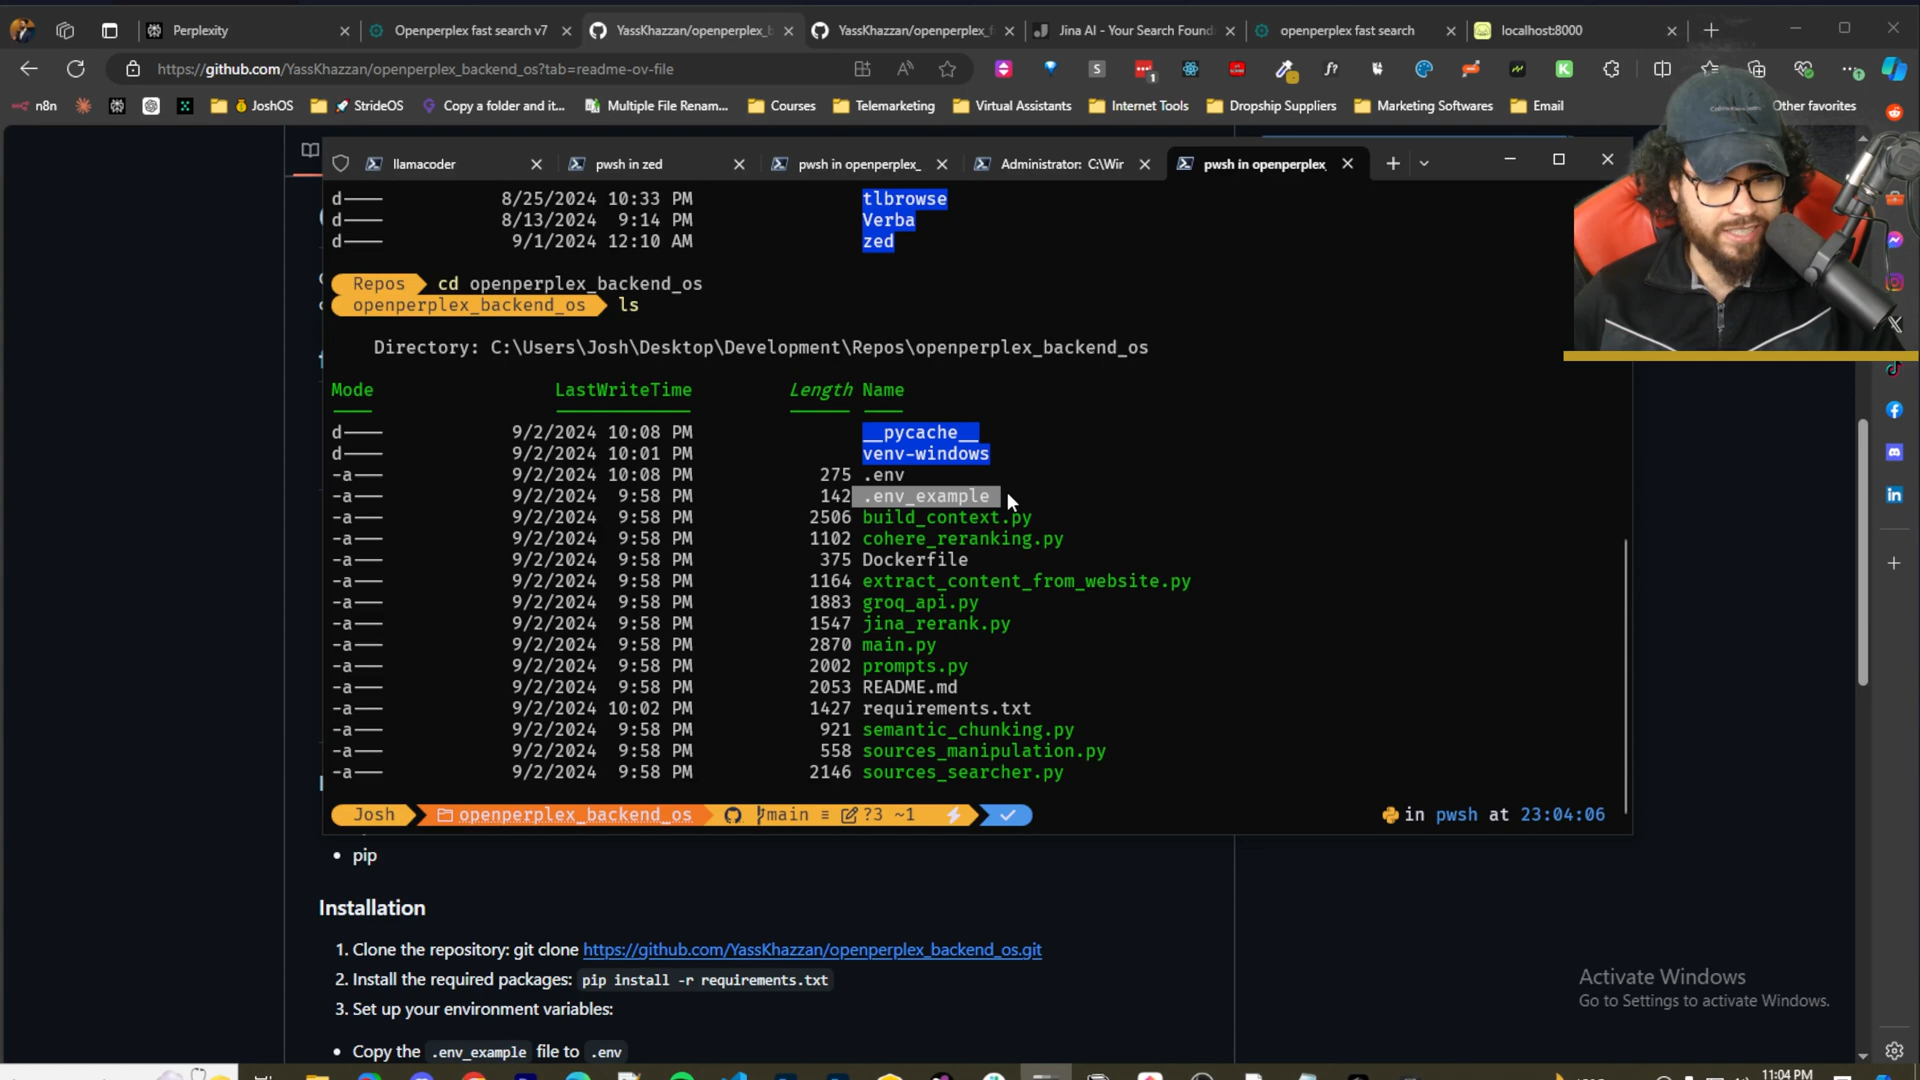 Perplexity
Openperplex fast search v7
YassKhazzan/openperplex_b
YassKhazzan/openperplex_f
Jina AI - Your Search Found
openperplex fast search
localhost:8000
https://github.com/YassKhazzan/openperplex_backend_os?tab=readme-ov-file
n8n
JoshOS
StrideOS
Copy a folder and it...
Multiple File Renam...
Courses
Telemarketing
Virtual Assistants
Internet Tools
Dropship Suppliers
Marketing Softwares
Email
Other favorites
llamacoder
pwsh in zed
pwsh in openperplex_
Administrator: C:\Wir
pwsh in openperplex_
d---- 8/25/2024 10:33 PM tlbrowse
d---- 8/13/2024 9:14 PM Verba
d---- 9/1/2024 12:10 AM zed
Repos cd openperplex_backend_os
openperplex_backend_os ls
Directory: C:\Users\Josh\Desktop\Development\Repos\openperplex_backend_os
Mode LastWriteTime Length Name
d---- 9/2/2024 10:08 PM __pycache__
d---- 9/2/2024 10:01 PM venv-windows
-a--- 9/2/2024 10:08 PM 275 .env
-a--- 9/2/2024 9:58 PM 142 .env_example
-a--- 9/2/2024 9:58 PM 2506 build_context.py
-a--- 9/2/2024 9:58 PM 1102 cohere_reranking.py
-a--- 9/2/2024 9:58 PM 375 Dockerfile
-a--- 9/2/2024 9:58 PM 1164 extract_content_from_website.py
-a--- 9/2/2024 9:58 PM 1883 groq_api.py
-a--- 9/2/2024 9:58 PM 1547 jina_rerank.py
-a--- 9/2/2024 9:58 PM 2870 main.py
-a--- 9/2/2024 9:58 PM 2002 prompts.py
-a--- 9/2/2024 9:58 PM 2053 README.md
-a--- 9/2/2024 10:02 PM 1427 requirements.txt
-a--- 9/2/2024 9:58 PM 921 semantic_chunking.py
-a--- 9/2/2024 9:58 PM 558 sources_manipulation.py
-a--- 9/2/2024 9:58 PM 2146 sources_searcher.py
Josh openperplex_backend_os main ≡ ?3 ~1 ✓ in pwsh at 23:04:06
• pip
Installation
1. Clone the repository: git clone https://github.com/YassKhazzan/openperplex_backend_os.git
2. Install the required packages: pip install -r requirements.txt
3. Set up your environment variables:
• Copy the .env_example file to .env
Activate Windows
Go to Settings to activate Windows.
11:04 PM